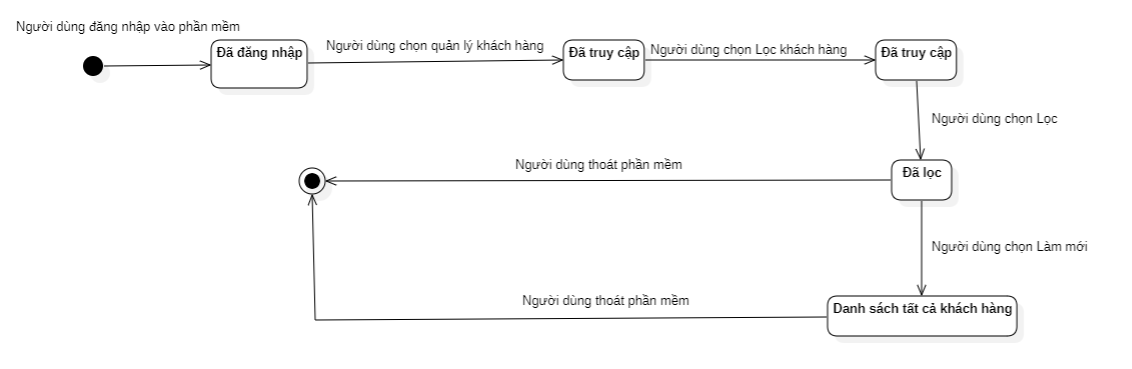 Người dùng đăng nhập vào phần mềm
Đã đăng nhập
Người dùng chọn quản lý khách hàng
Đã truy cập
Người dùng chọn Lọc khách hàng
Đã truy cập
Người dùng chọn Lọc
Người dùng thoát phần mềm
Đã lọc
Người dùng chọn Làm mới
Người dùng thoát phần mềm
Danh sách tất cả khách hàng